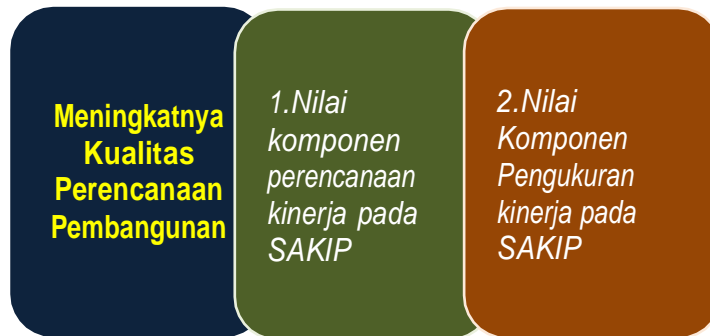 Meningkatnya
Kualitas
Perencanaan
Pembangunan
1.Nilai
komponen
perencanaan
kinerja pada
SAKIP
2.Nilai
Komponen
Pengukuran
kinerja pada
SAKIP